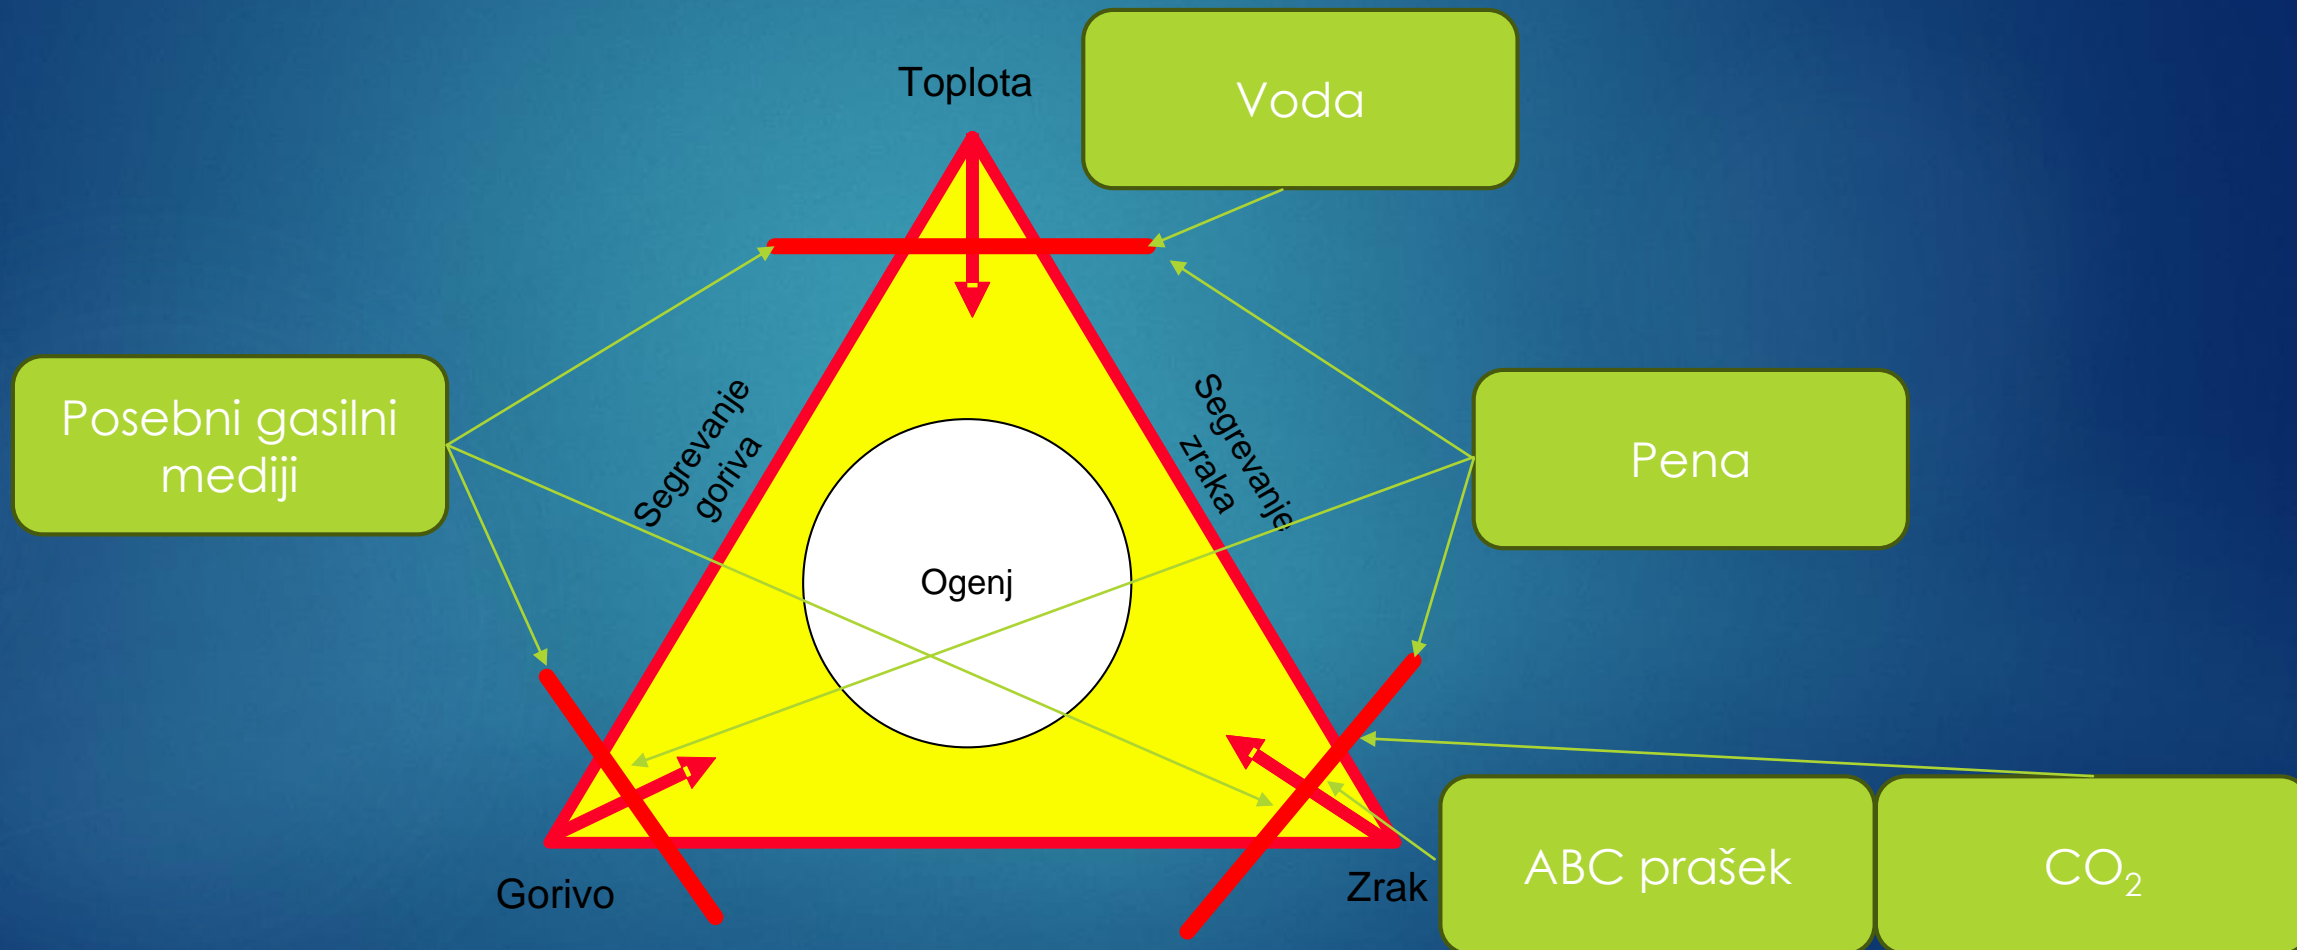 Toplota
Voda
Posebni gasilni
mediji
Segrevanje
goriva
Segrevanje
zraka
Pena
Ogenj
Gorivo
Zrak
ABC prašek
CO₂